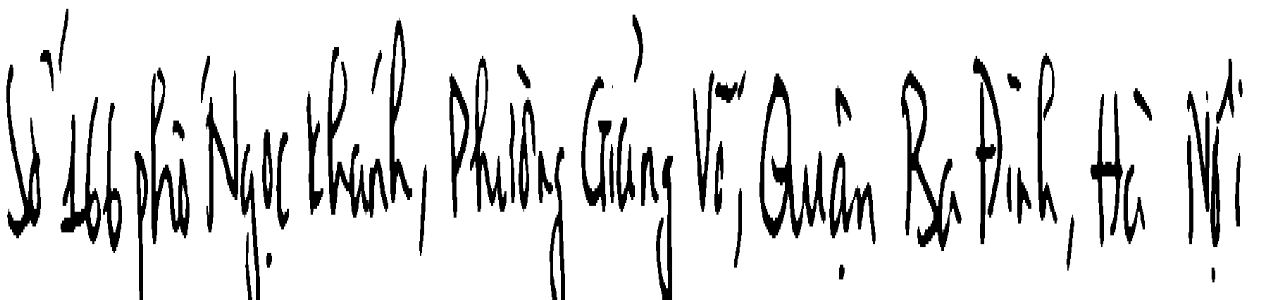 Số 166 phố Ngọc Khánh, Phường Giảng Võ, Quận Ba Đình, Hà Nội